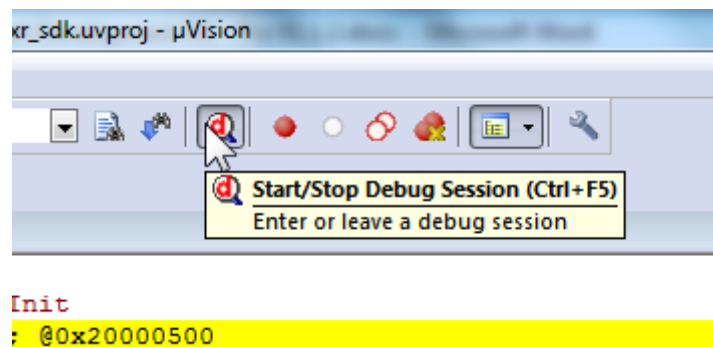 xr_sdk.uvproj - µVision
Start/Stop Debug Session (Ctrl+F5)
Enter or leave a debug session
Init
; @0x20000500